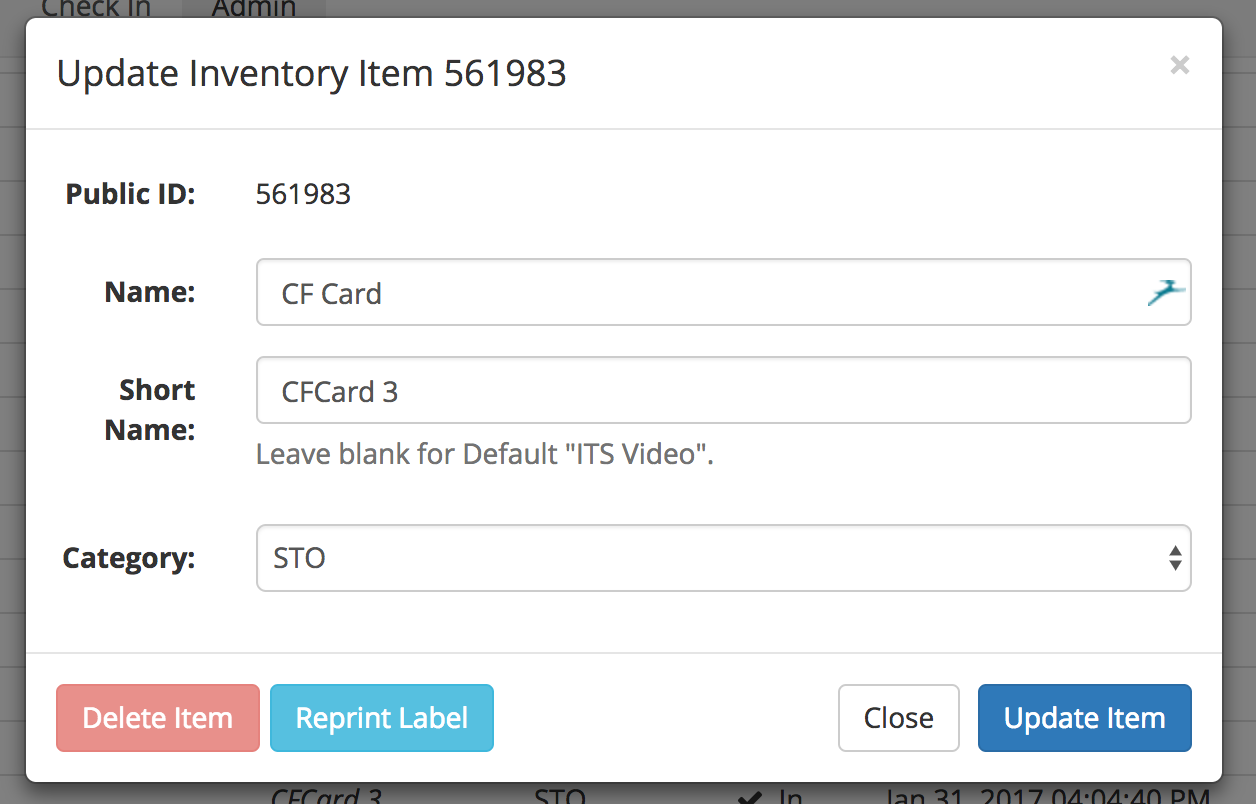 Check In Admin
Update Inventory Item 561983 ×
Public ID: 561983
Name: CF Card
Short
Name:
CFCard 3
Leave blank for Default "ITS Video".
Category: STO
Delete Item Reprint Label Close Update Item
CFCard 3 STO ✔ In Jan 31, 2017 04:04:40 PM